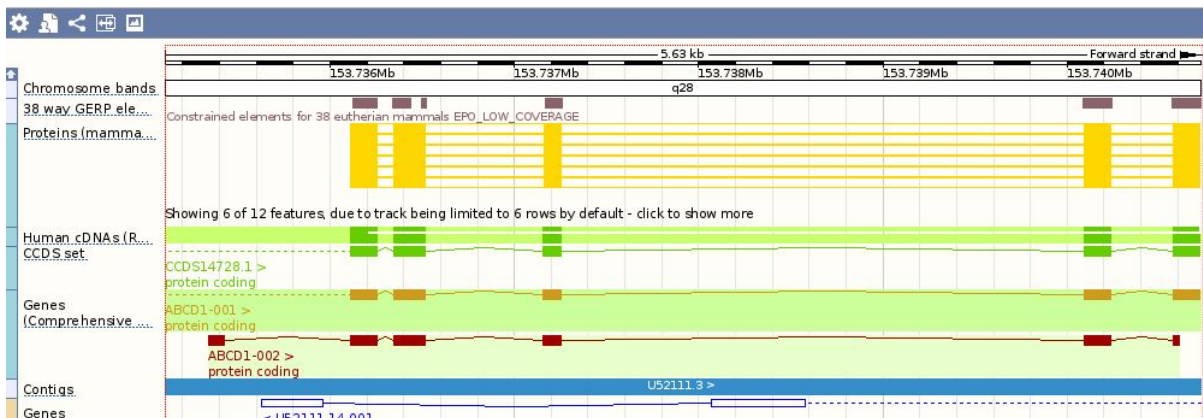 5.63 kb
Forward strand
153.736Mb 153.737Mb 153.738Mb 153.739Mb 153.740Mb
Chromosome bands
q28
38 way GERP ele...
Constrained elements for 38 eutherian mammals EPO_LOW_COVERAGE
Proteins (mamma...
Showing 6 of 12 features, due to track being limited to 6 rows by default - click to show more
Human cDNAs (R...
CCDS set
CCDS14728.1 >
protein coding
Genes
(Comprehensive ...
ABCD1-001 >
protein coding
ABCD1-002 >
protein coding
Contigs
U52111.3 >
Genes
< U52111.14-001